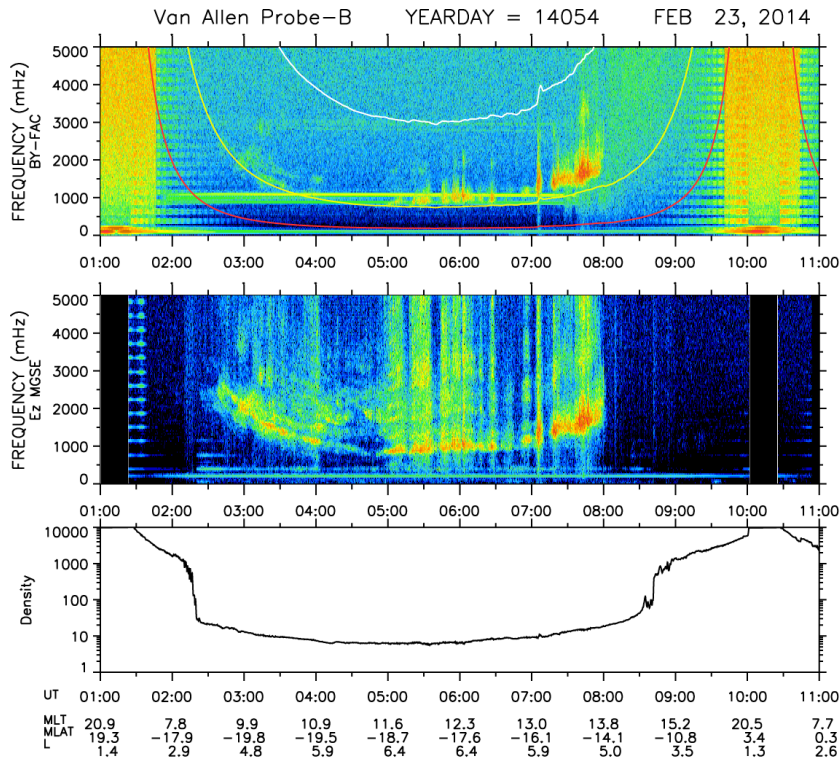 Van Allen Probe-B YEARDAY = 14054 FEB 23, 2014
FREQUENCY (mHz)
BY-FAC
5000
4000
3000
2000
1000
0
01:00 02:00 03:00 04:00 05:00 06:00 07:00 08:00 09:00 10:00 11:00
FREQUENCY (mHz)
Ez MGSE
5000
4000
3000
2000
1000
0
01:00 02:00 03:00 04:00 05:00 06:00 07:00 08:00 09:00 10:00 11:00
Density
10000
1000
100
10
1
UT 01:00 02:00 03:00 04:00 05:00 06:00 07:00 08:00 09:00 10:00 11:00
MLT 20.9 7.8 9.9 10.9 11.6 12.3 13.0 13.8 15.2 20.5 7.7
MLAT 19.3 -17.9 -19.8 -19.5 -18.7 -17.6 -16.1 -14.1 -10.8 3.4 0.3
L 1.4 2.9 4.8 5.9 6.4 6.4 5.9 5.0 3.5 1.3 2.6